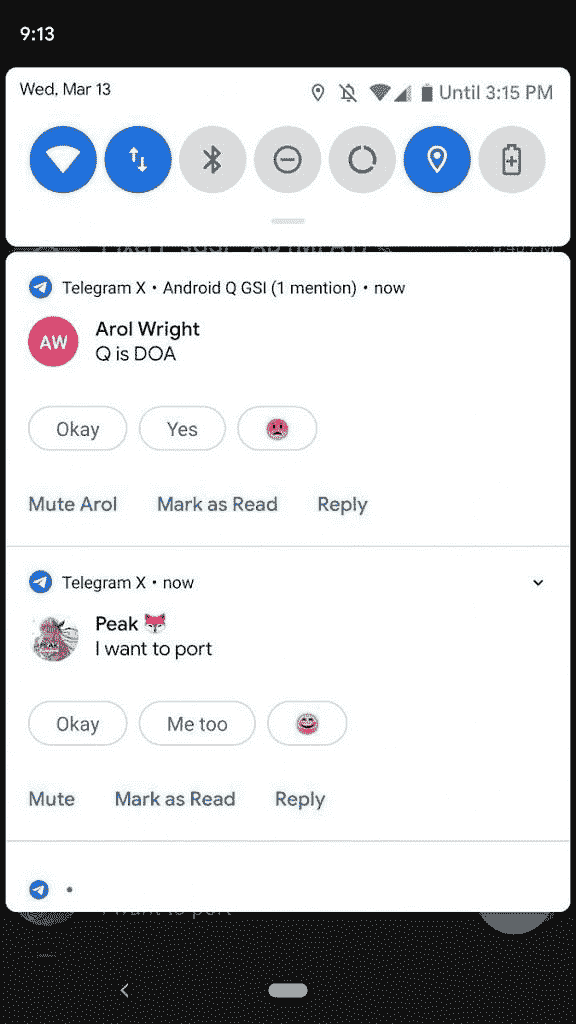 9:13
Wed, Mar 13
Until 3:15 PM
Telegram X • Android Q GSI (1 mention) • now
AW
Arol Wright
Q is DOA
Okay
Yes
Mute Arol
Mark as Read
Reply
Telegram X • now
Peak 🦊
I want to port
Okay
Me too
Mute
Mark as Read
Reply
I want to port